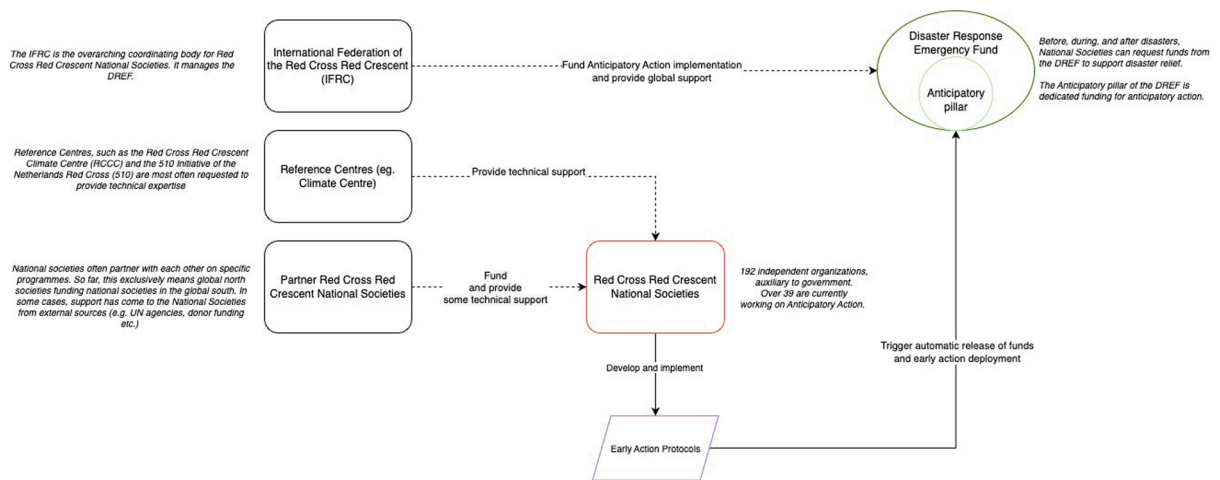 The IFRC is the overarching coordinating body for Red
Cross Red Crescent National Societies. It manages the
DREF.
International Federation of
the Red Cross Red Crescent
(IFRC)
Fund Anticipatory Action implementation
and provide global support
Disaster Response
Emergency Fund
Anticipatory
pillar
Before, during, and after disasters,
National Societies can request funds from
the DREF to support disaster relief.
The Anticipatory pillar of the DREF is
dedicated funding for anticipatory action.
Reference Centres, such as the Red Cross Red Crescent
Climate Centre (RCCC) and the 510 Initiative of the
Netherlands Red Cross (510) are most often requested to
provide technical expertise
Reference Centres (eg.
Climate Centre)
Provide technical support
National societies often partner with each other on specific
programmes. So far, this exclusively means global north
societies funding national societies in the global south. In
some cases, support has come to the National Societies
from external sources (e.g. UN agencies, donor funding
etc.)
Partner Red Cross Red
Crescent National Societies
Fund
and provide
some technical support
Red Cross Red Crescent
National Societies
192 independent organizations,
auxiliary to government.
Over 39 are currently
working on Anticipatory Action.
Trigger automatic release of funds
and early action deployment
Develop and implement
Early Action Protocols